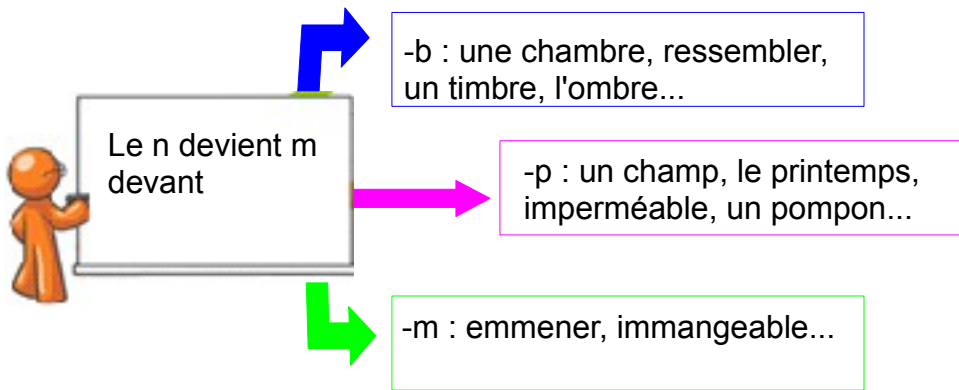 Le n devient m
devant
-b : une chambre, ressembler,
un timbre, l'ombre...
-p : un champ, le printemps,
imperméable, un pompon...
-m : emmener, immangeable...